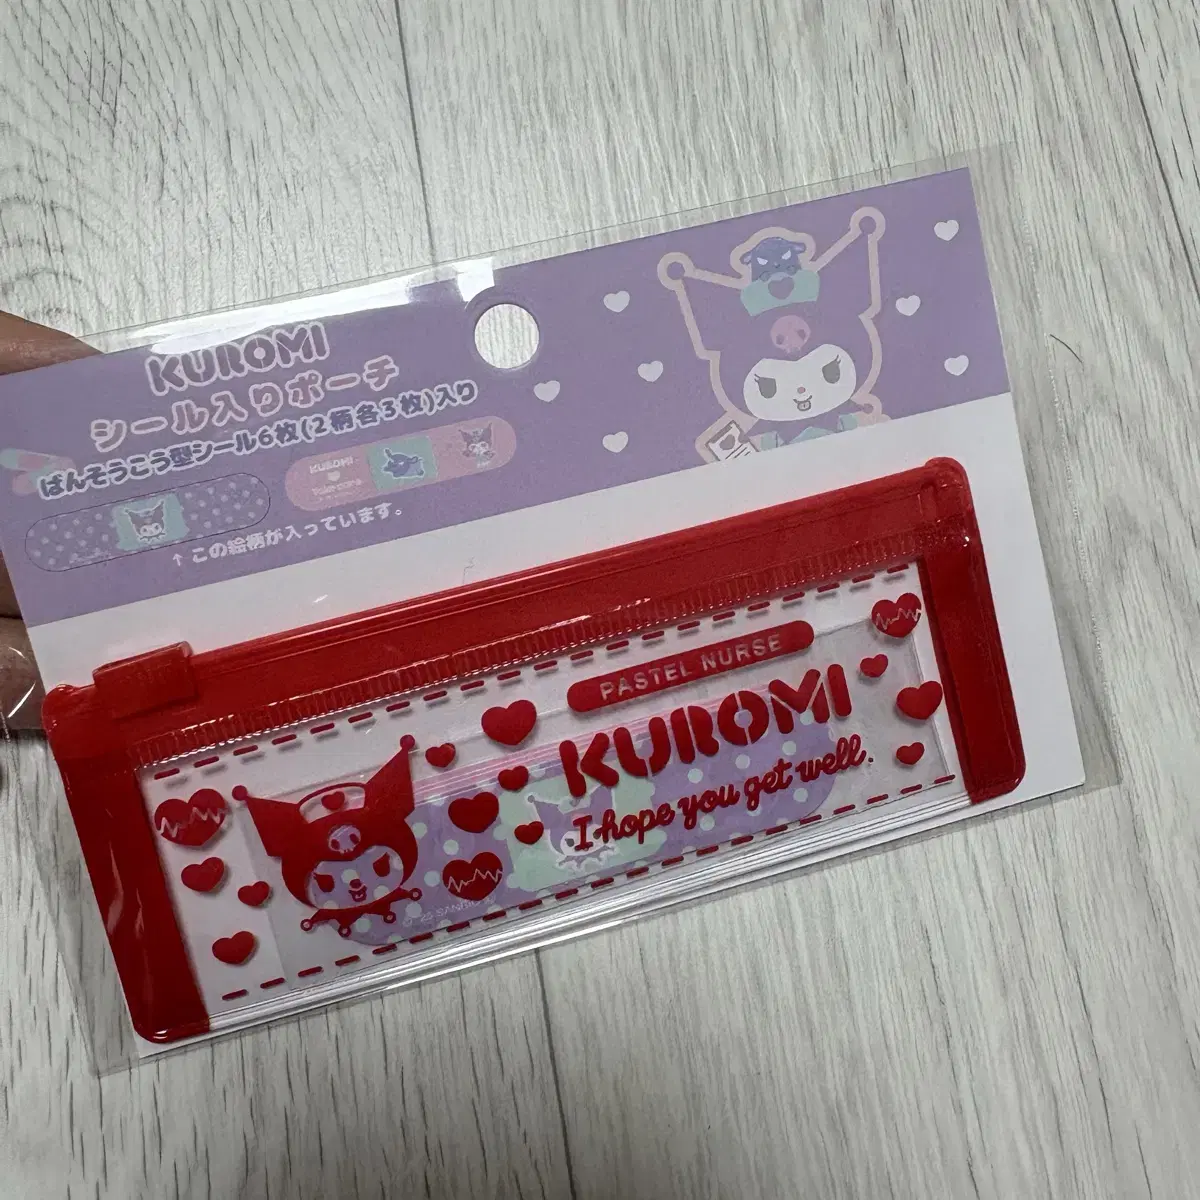 KUROMI
シール入りポーチ
ばんそうこう型シール6枚(2柄各3枚)入り
KUROMI
↑ この絵柄が入っています。
PASTEL NURSE
KUROMI
I hope you get well.